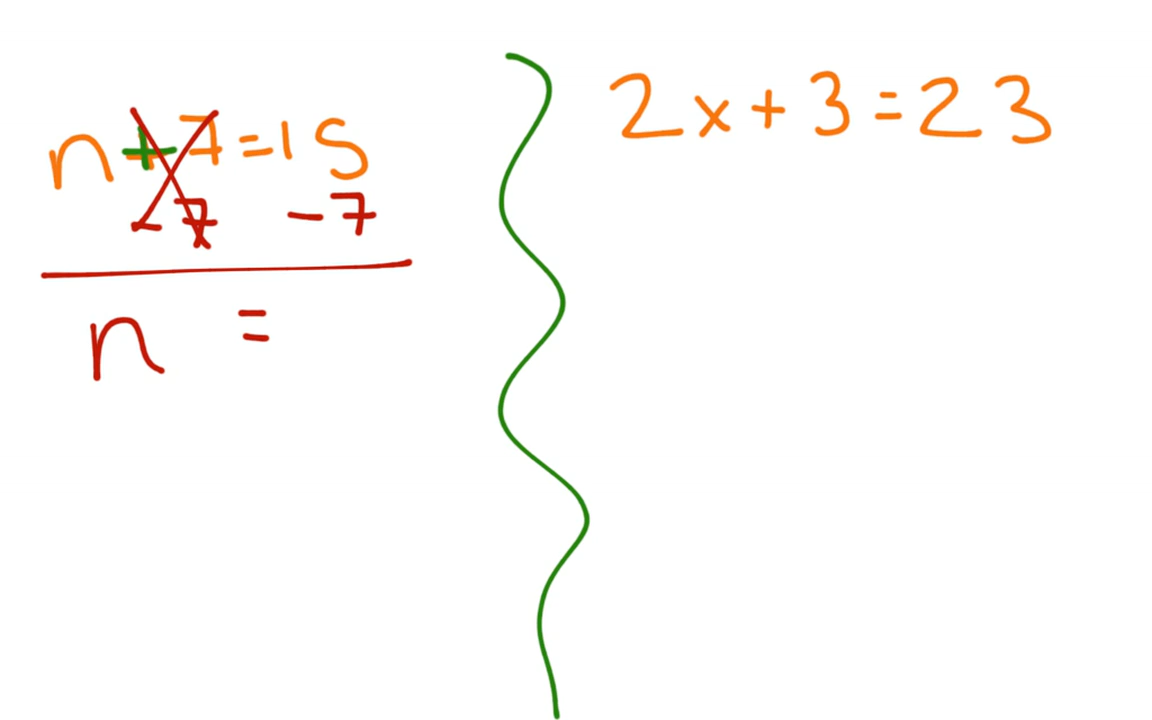 n+7=15
-7 -7
n =
2x+3=23